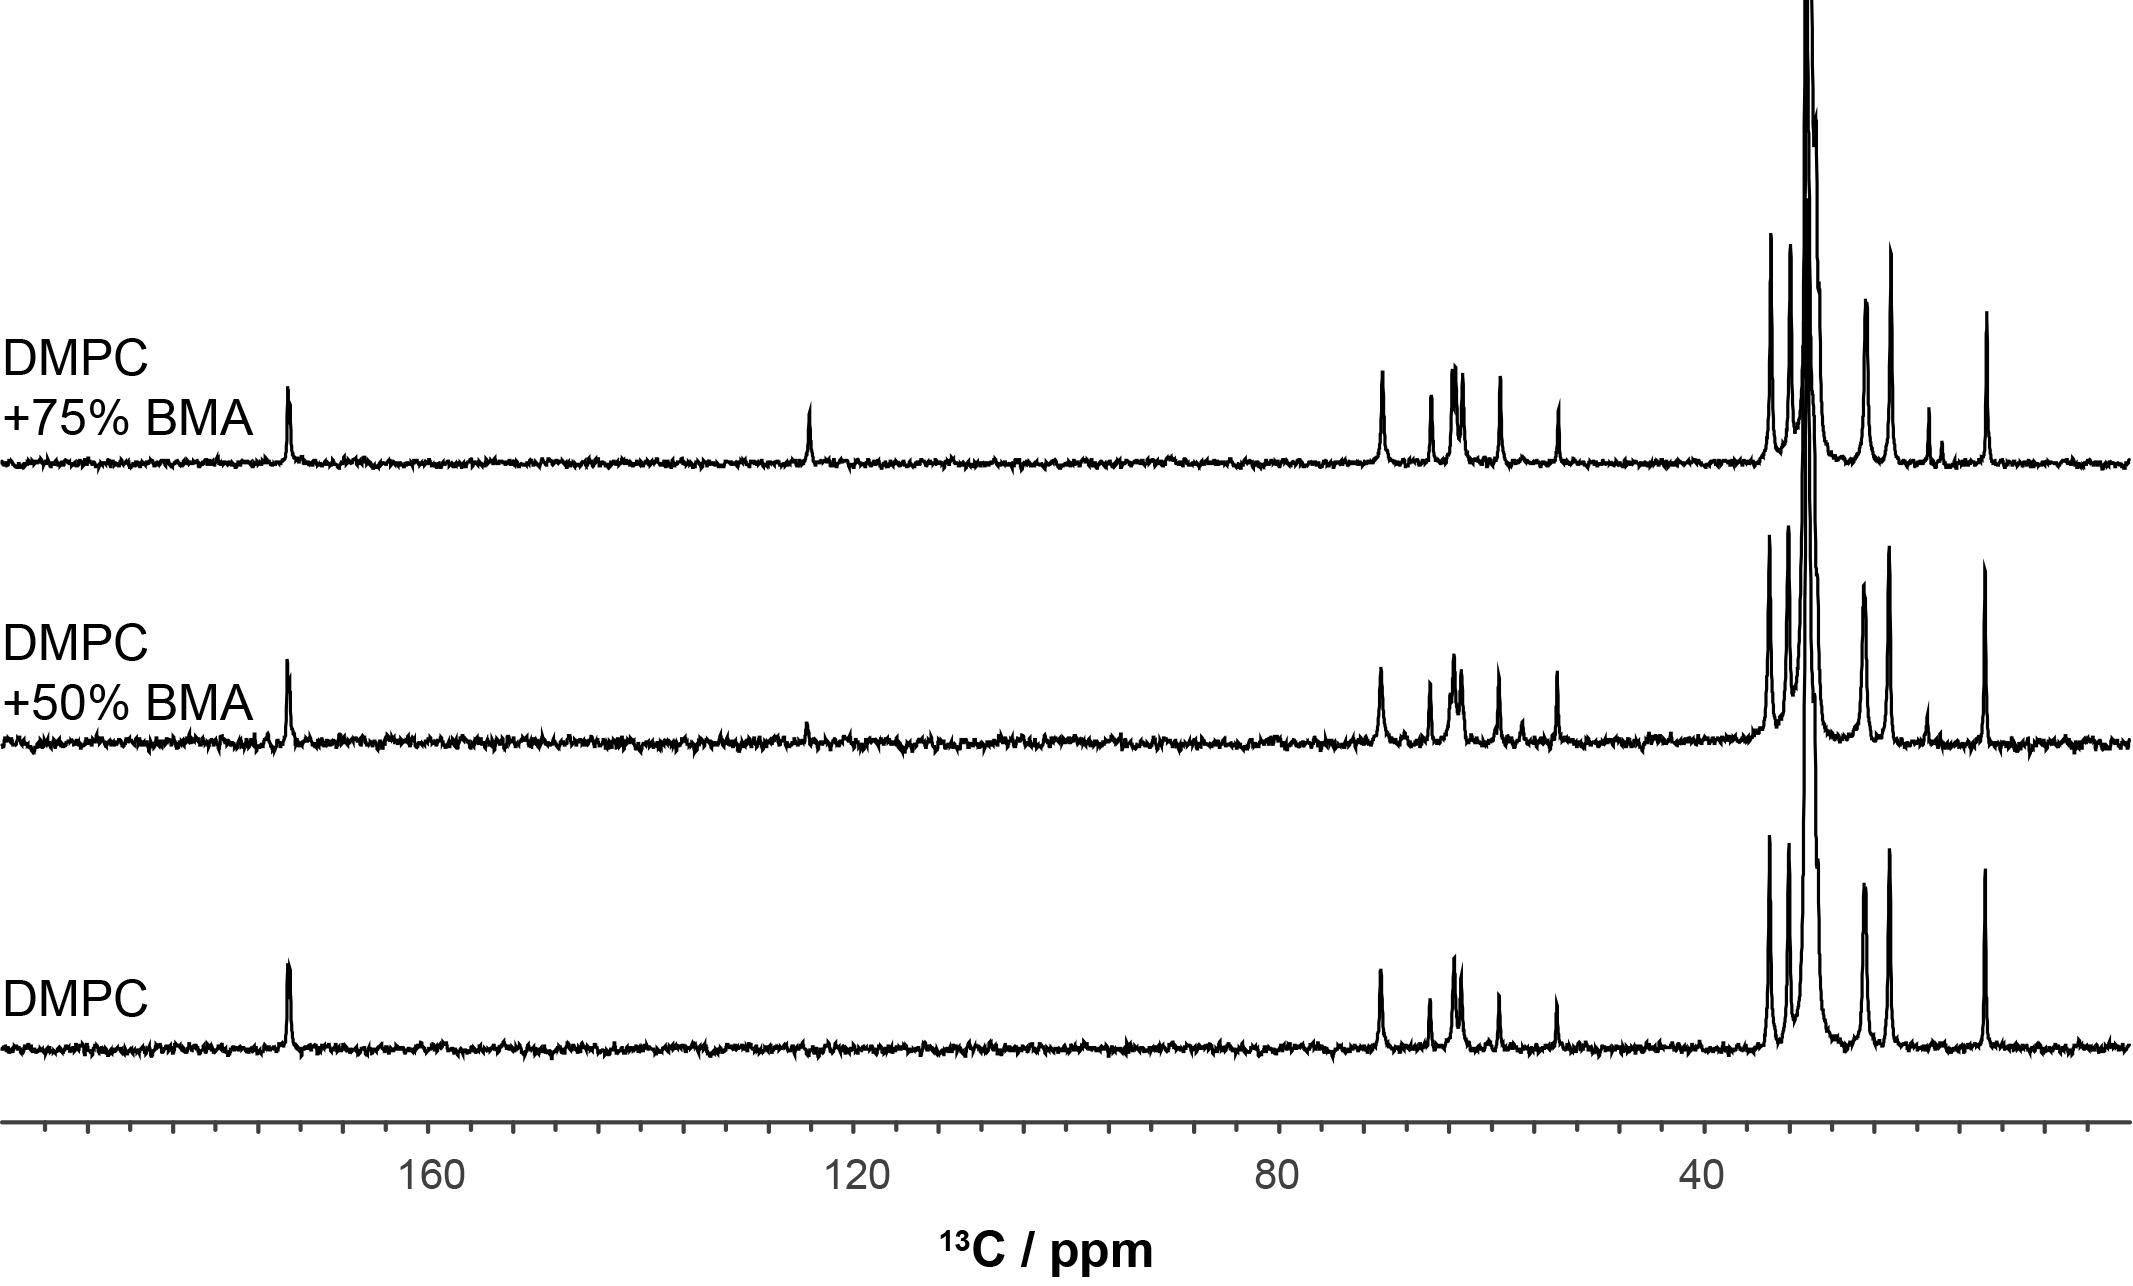 DMPC
+75% BMA
DMPC
+50% BMA
DMPC
160 120 80 40
¹³C / ppm